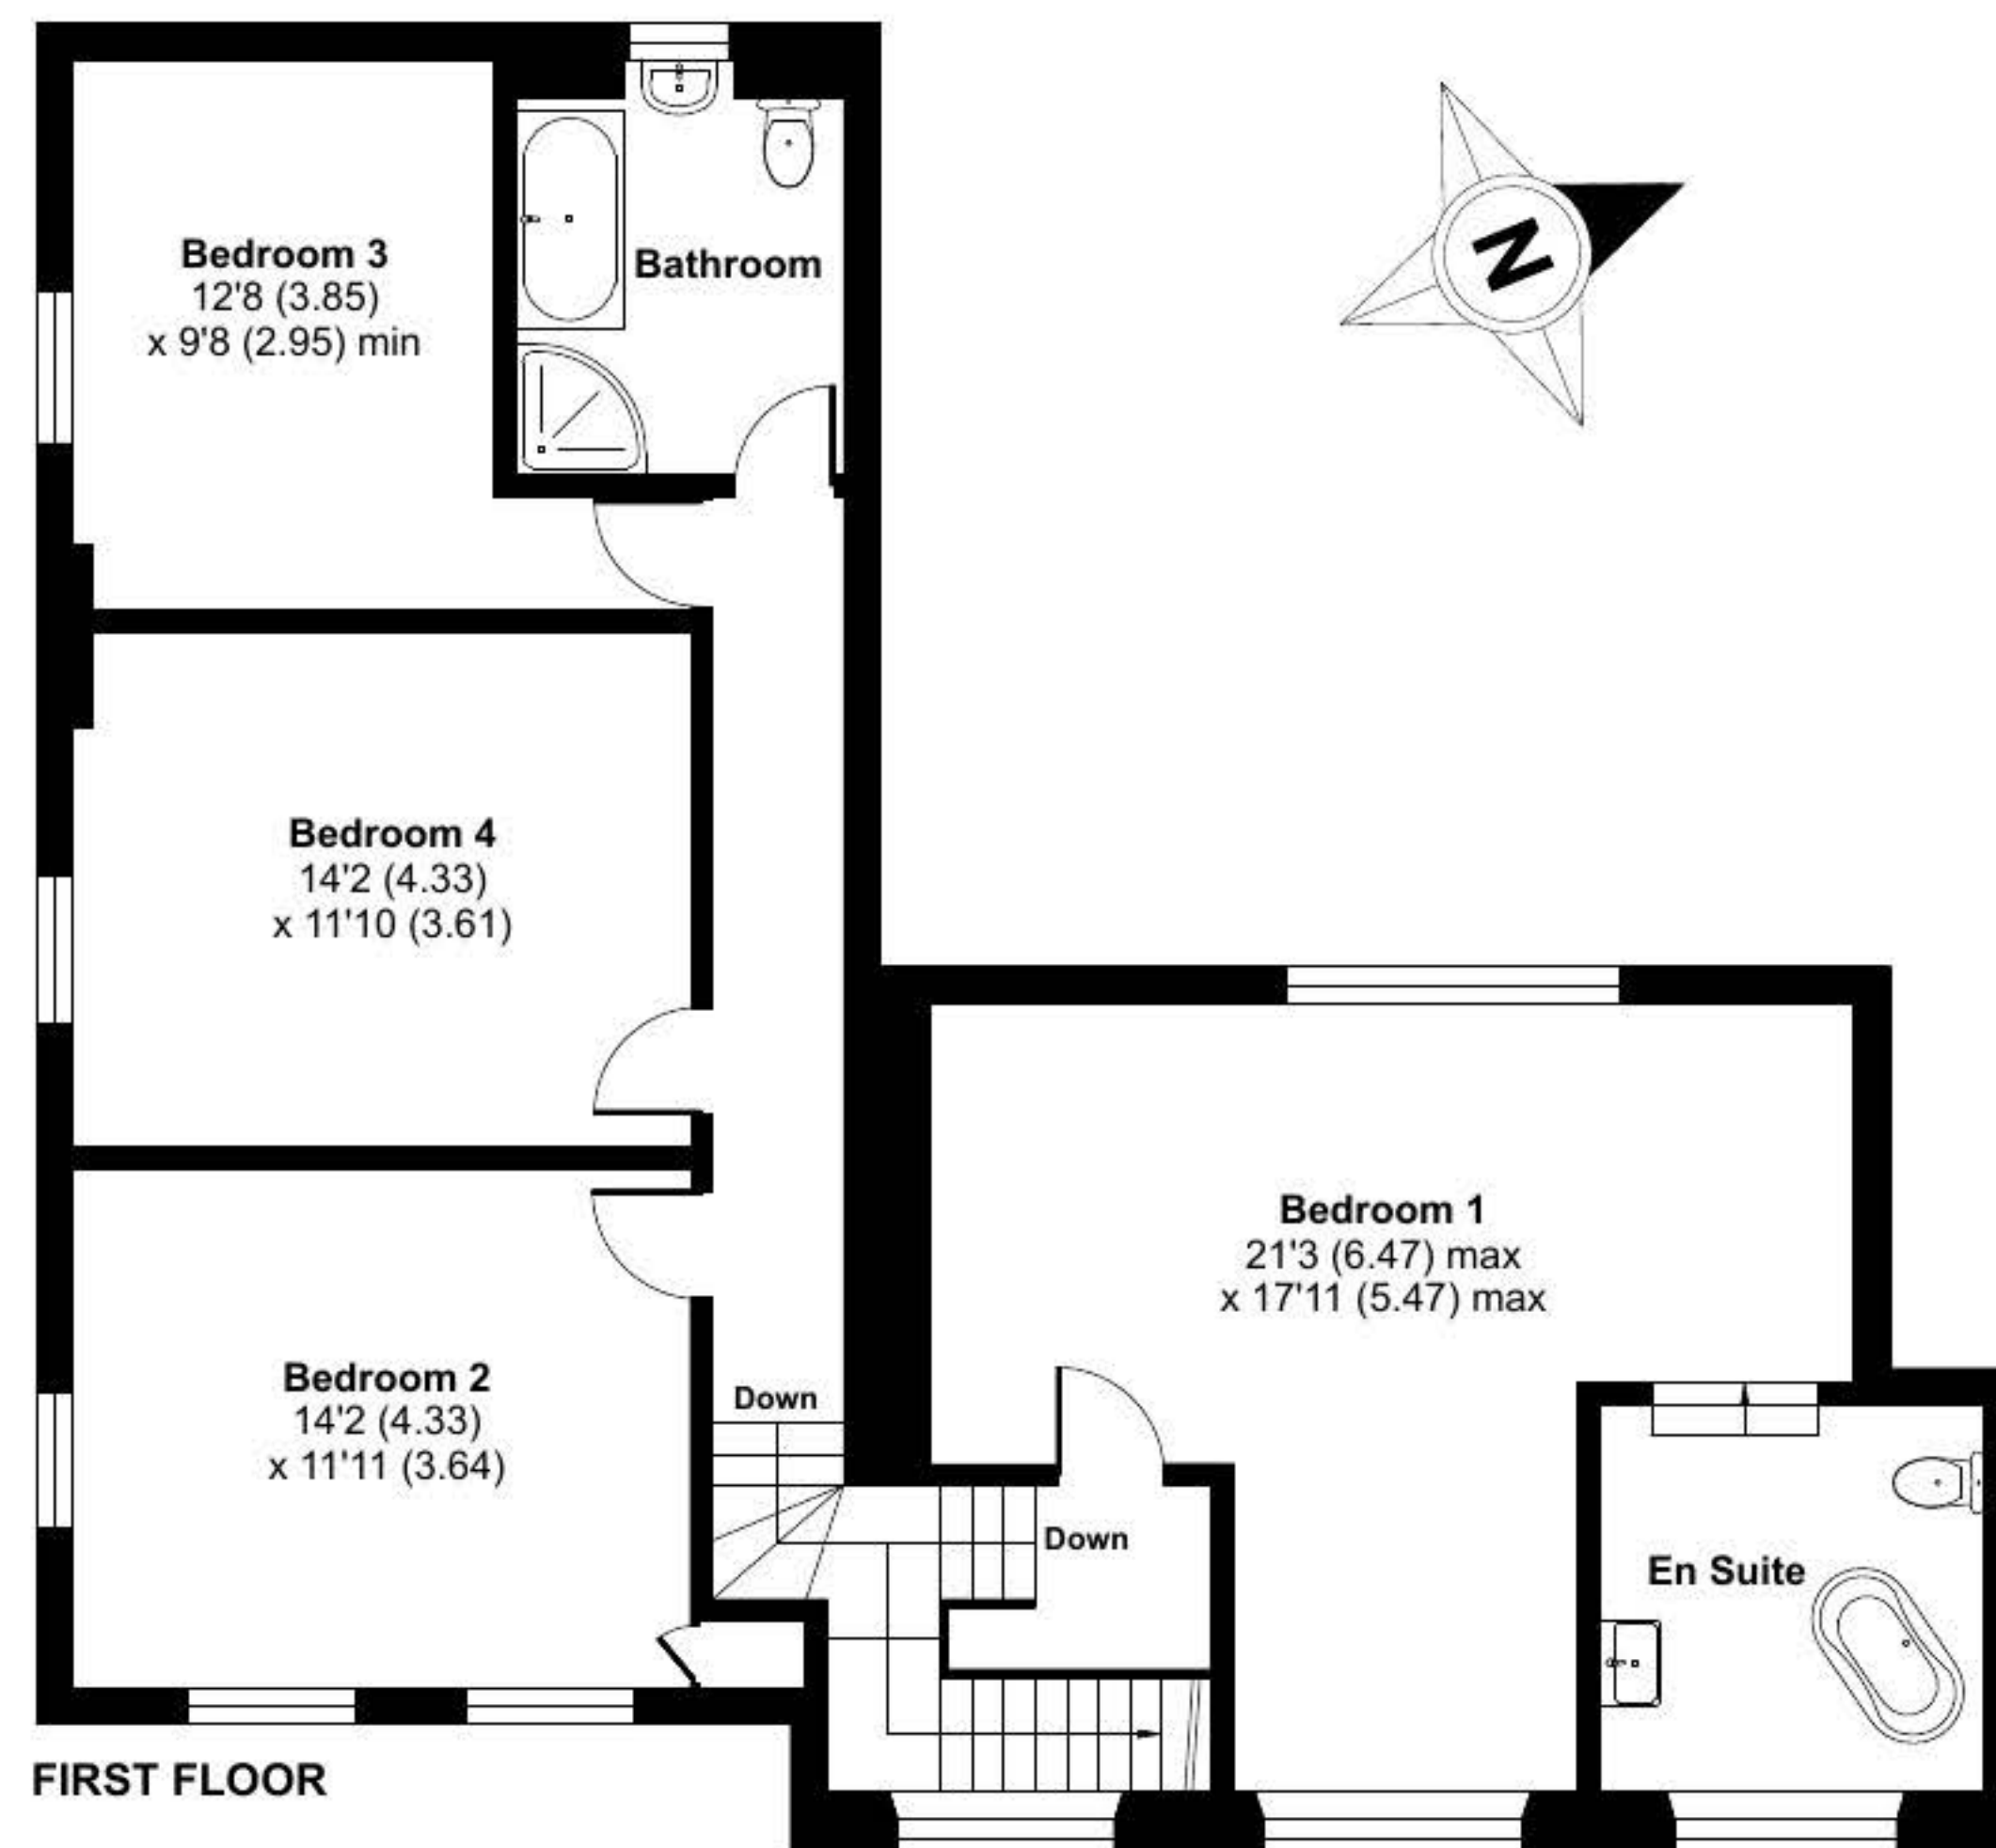 Bedroom 3
12'8 (3.85)
x 9'8 (2.95) min
Bathroom
N
Bedroom 4
14'2 (4.33)
x 11'10 (3.61)
Bedroom 1
21'3 (6.47) max
x 17'11 (5.47) max
Bedroom 2
14'2 (4.33)
x 11'11 (3.64)
Down
Down
En Suite
FIRST FLOOR